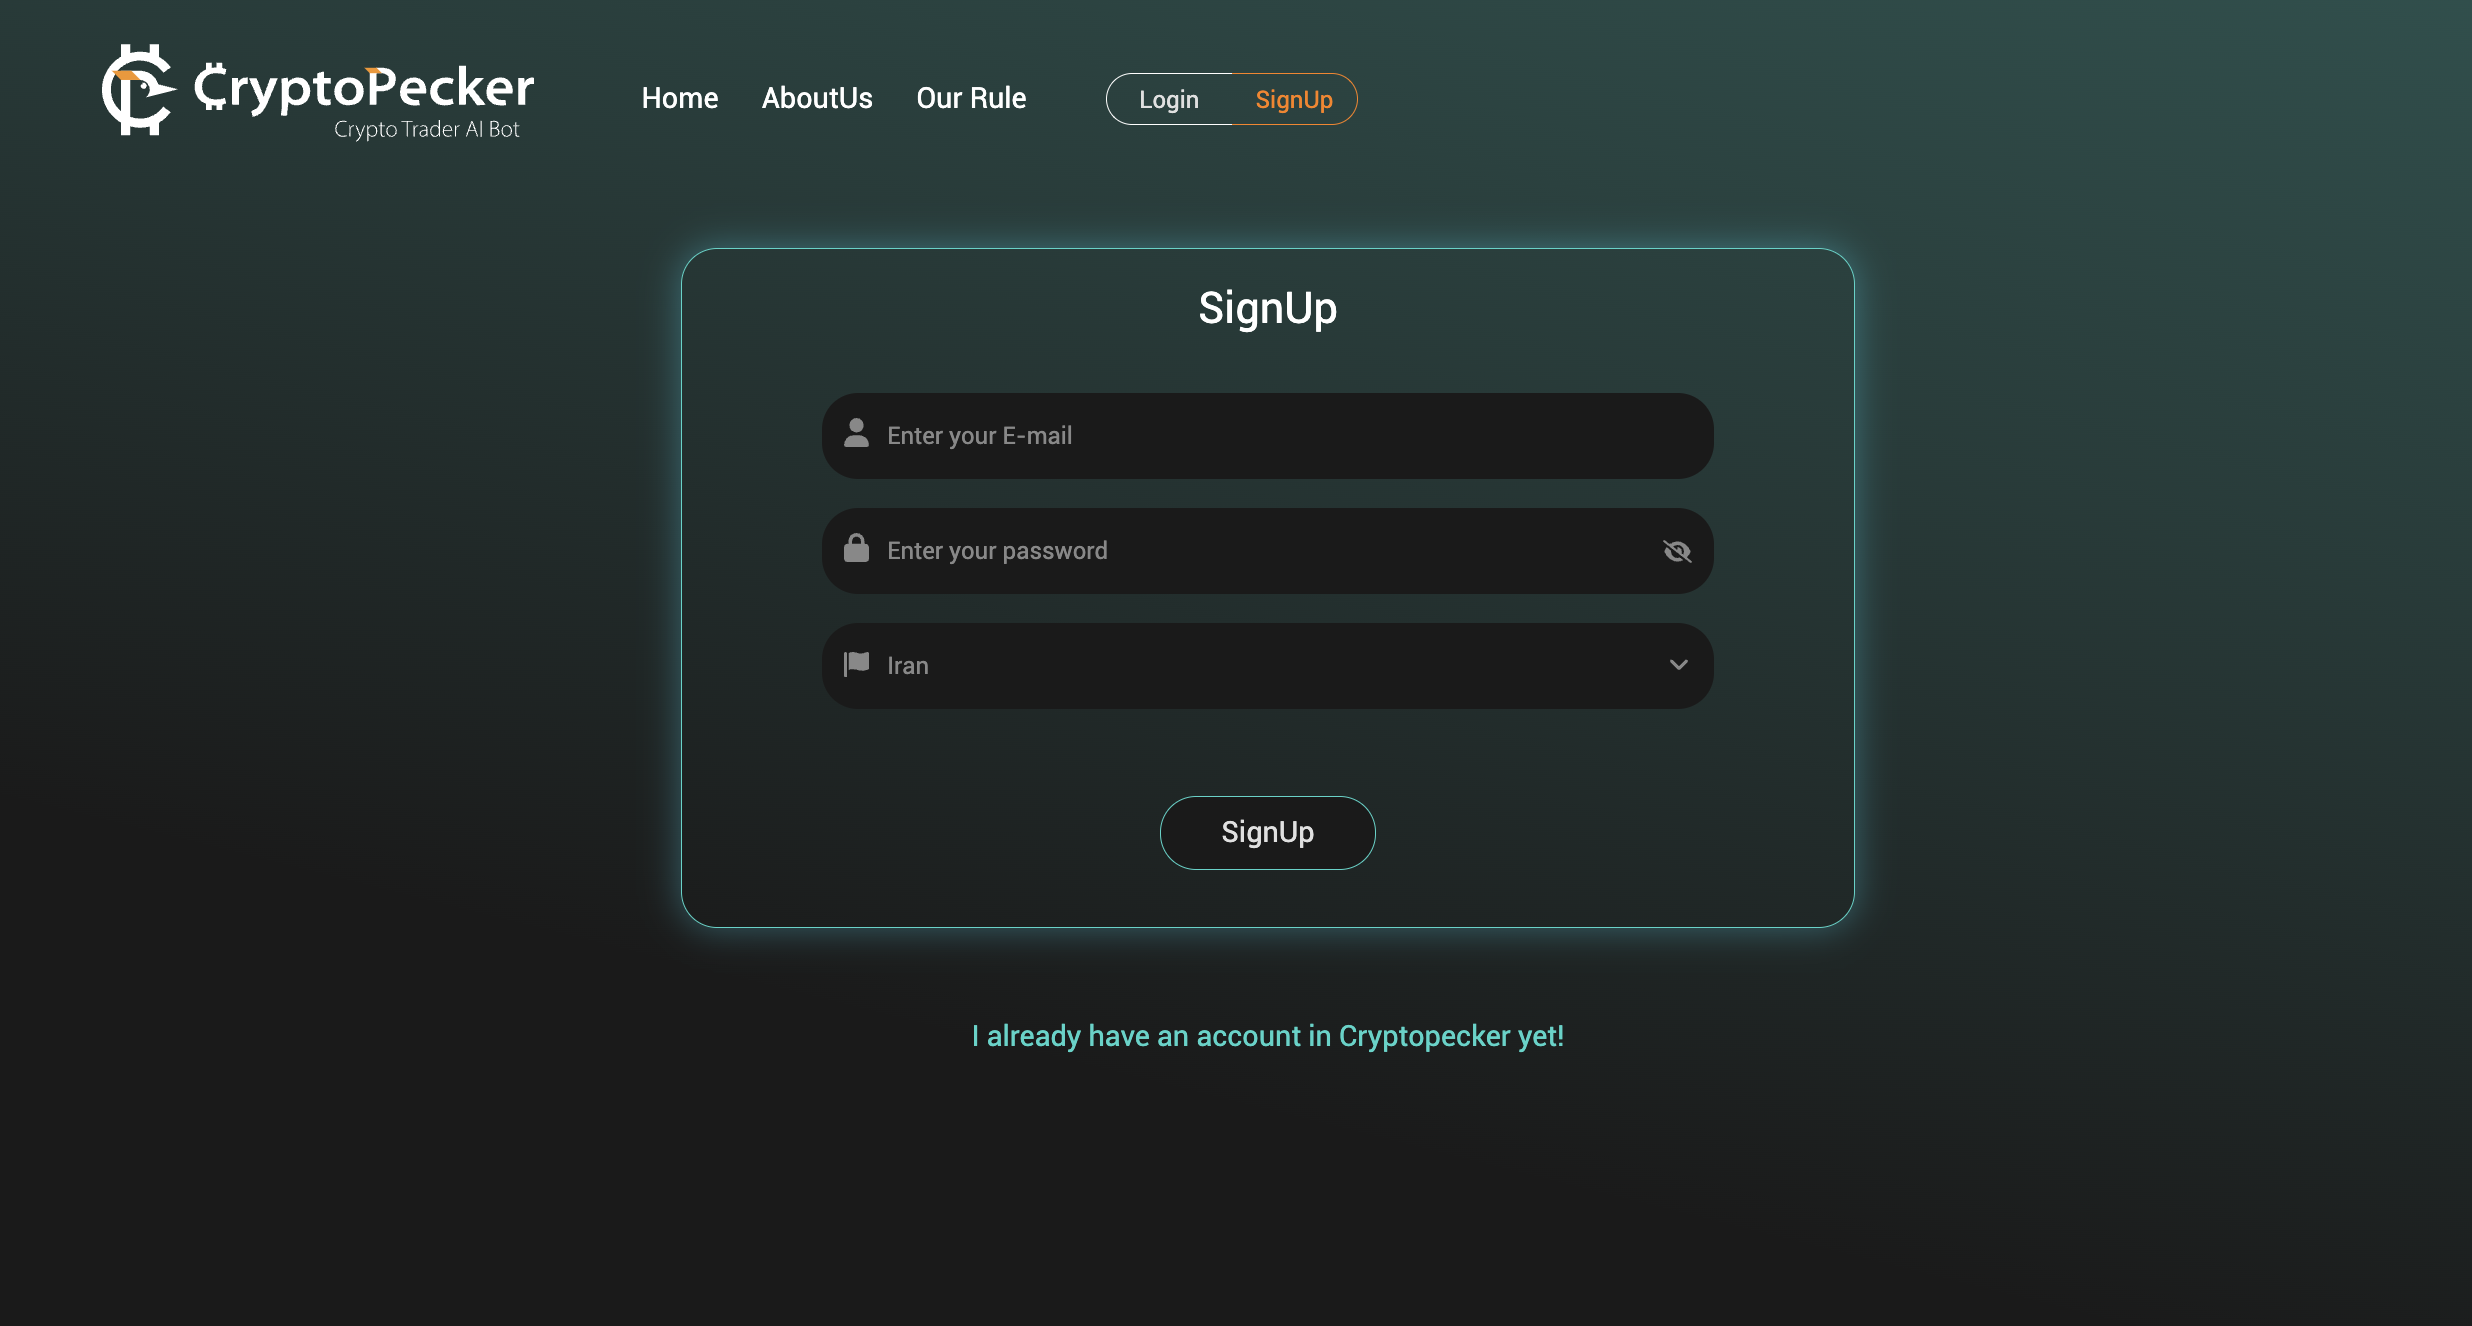 CryptoPecker
Crypto Trader AI Bot
Home AboutUs Our Rule Login SignUp
SignUp
Enter your E-mail
Enter your password
Iran
SignUp
I already have an account in Cryptopecker yet!